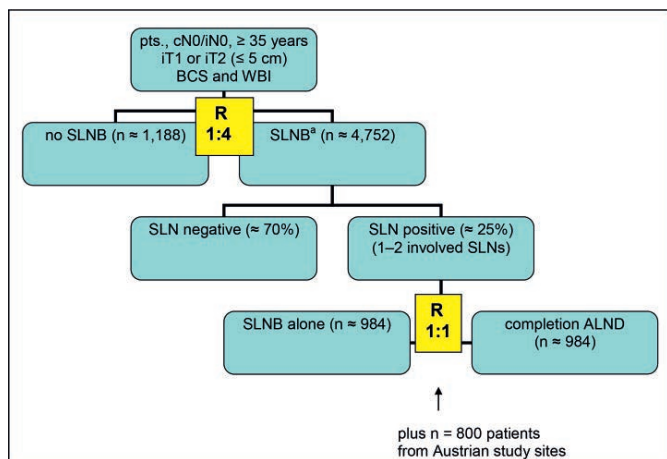 pts., cN0/iN0, ≥ 35 years
iT1 or iT2 (≤ 5 cm)
BCS and WBI
R
1:4
no SLNB (n ≈ 1,188)
SLNBᵃ (n ≈ 4,752)
SLN negative (≈ 70%)
SLN positive (≈ 25%)
(1–2 involved SLNs)
R
1:1
SLNB alone (n ≈ 984)
completion ALND
(n ≈ 984)
plus n = 800 patients
from Austrian study sites